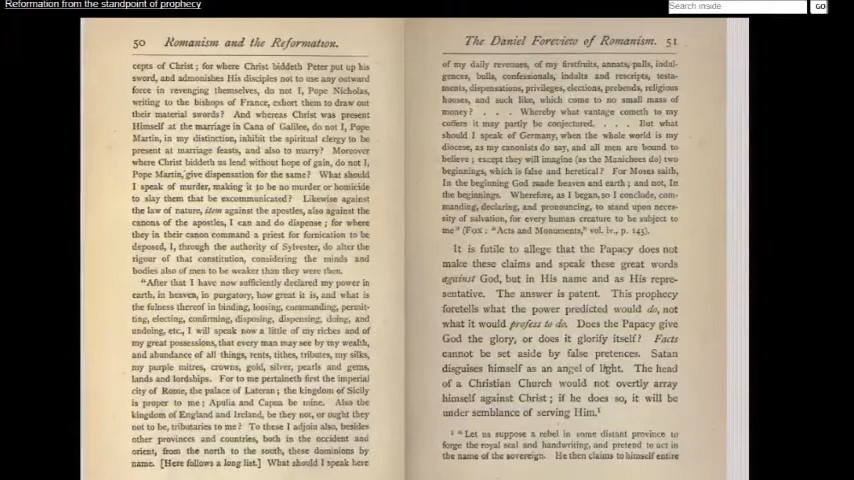 Reformation from the standpoint of prophecy
Search inside
GO
50 Romanism and the Reformation.
cepts of Christ; for where Christ biddeth Peter put up his
sword, and admonishes His disciples not to use any outward
force in revenging themselves, do not I, Pope Nicholas,
writing to the bishops of France, exhort them to draw out
their material swords? And whereas Christ was present
Himself at the marriage in Cana of Galilee, do not I, Pope
Martin, in my distinction, inhibit the spiritual clergy to be
present at marriage feasts, and also to marry? Moreover
where Christ biddeth us lend without hope of gain, do not I,
Pope Martin, give dispensation for the same? What should
I speak of murder, making it to be no murder or homicide
to slay them that be excommunicated? Likewise against
the law of nature, item against the apostles, also against the
canons of the apostles, I can and do dispense; for where
they in their canon command a priest for fornication to be
deposed, I, through the authority of Sylvester, do alter the
rigour of that constitution, considering the minds and
bodies also of men to be weaker than they were then.
"After that I have now sufficiently declared my power in
earth, in heaven, in purgatory, how great it is, and what is
the fulness thereof in binding, loosing, commanding, permit-
ting, electing, confirming, disposing, dispensing, doing, and
undoing, etc., I will speak now a little of my riches and of
my great possessions, that every man may see by my wealth,
and abundance of all things, rents, tithes, tributes, my silks,
my purple mitres, crowns, gold, silver, pearls and gems,
lands and lordships. For to me pertaineth first the imperial
city of Rome, the palace of Lateran; the kingdom of Sicily
is proper to me; Apulia and Capua be mine. Also the
kingdom of England and Ireland, be they not, or ought they
not to be, tributaries to me? To these I adjoin also, besides
other provinces and countries, both in the occident and
orient, from the north to the south, these dominions by
name. [Here follows a long list.] What should I speak here
The Daniel Foreview of Romanism. 51
of my daily revenues, of my firstfruits, annats, palls, indul-
gences, bulls, confessionals, indults and rescripts, testa-
ments, dispensations, privileges, elections, prebends, religious
houses, and such like, which come to no small mass of
money? . . . Whereby what vantage cometh to my
coffers it may partly be conjectured. . . . But what
should I speak of Germany, when the whole world is my
diocese, as my canonists do say, and all men are bound to
believe; except they will imagine (as the Manichees do) two
beginnings, which is false and heretical? For Moses saith,
In the beginning God made heaven and earth; and not, In
the beginnings. Wherefore, as I began, so I conclude, com-
manding, declaring, and pronouncing, to stand upon neces-
sity of salvation, for every human creature to be subject to
me" (Fox: "Acts and Monuments," vol. iv., p. 145).
It is futile to allege that the Papacy does not
make these claims and speak these great words
against God, but in His name and as His repre-
sentative. The answer is patent. This prophecy
foretells what the power predicted would do, not
what it would profess to do. Does the Papacy give
God the glory, or does it glorify itself? Facts
cannot be set aside by false pretences. Satan
disguises himself as an angel of light. The head
of a Christian Church would not overtly array
himself against Christ; if he does so, it will be
under semblance of serving Him.¹
¹ "Let us suppose a rebel in some distant province to
forge the royal seal and handwriting, and pretend to act in
the name of the sovereign. He then claims to himself entire